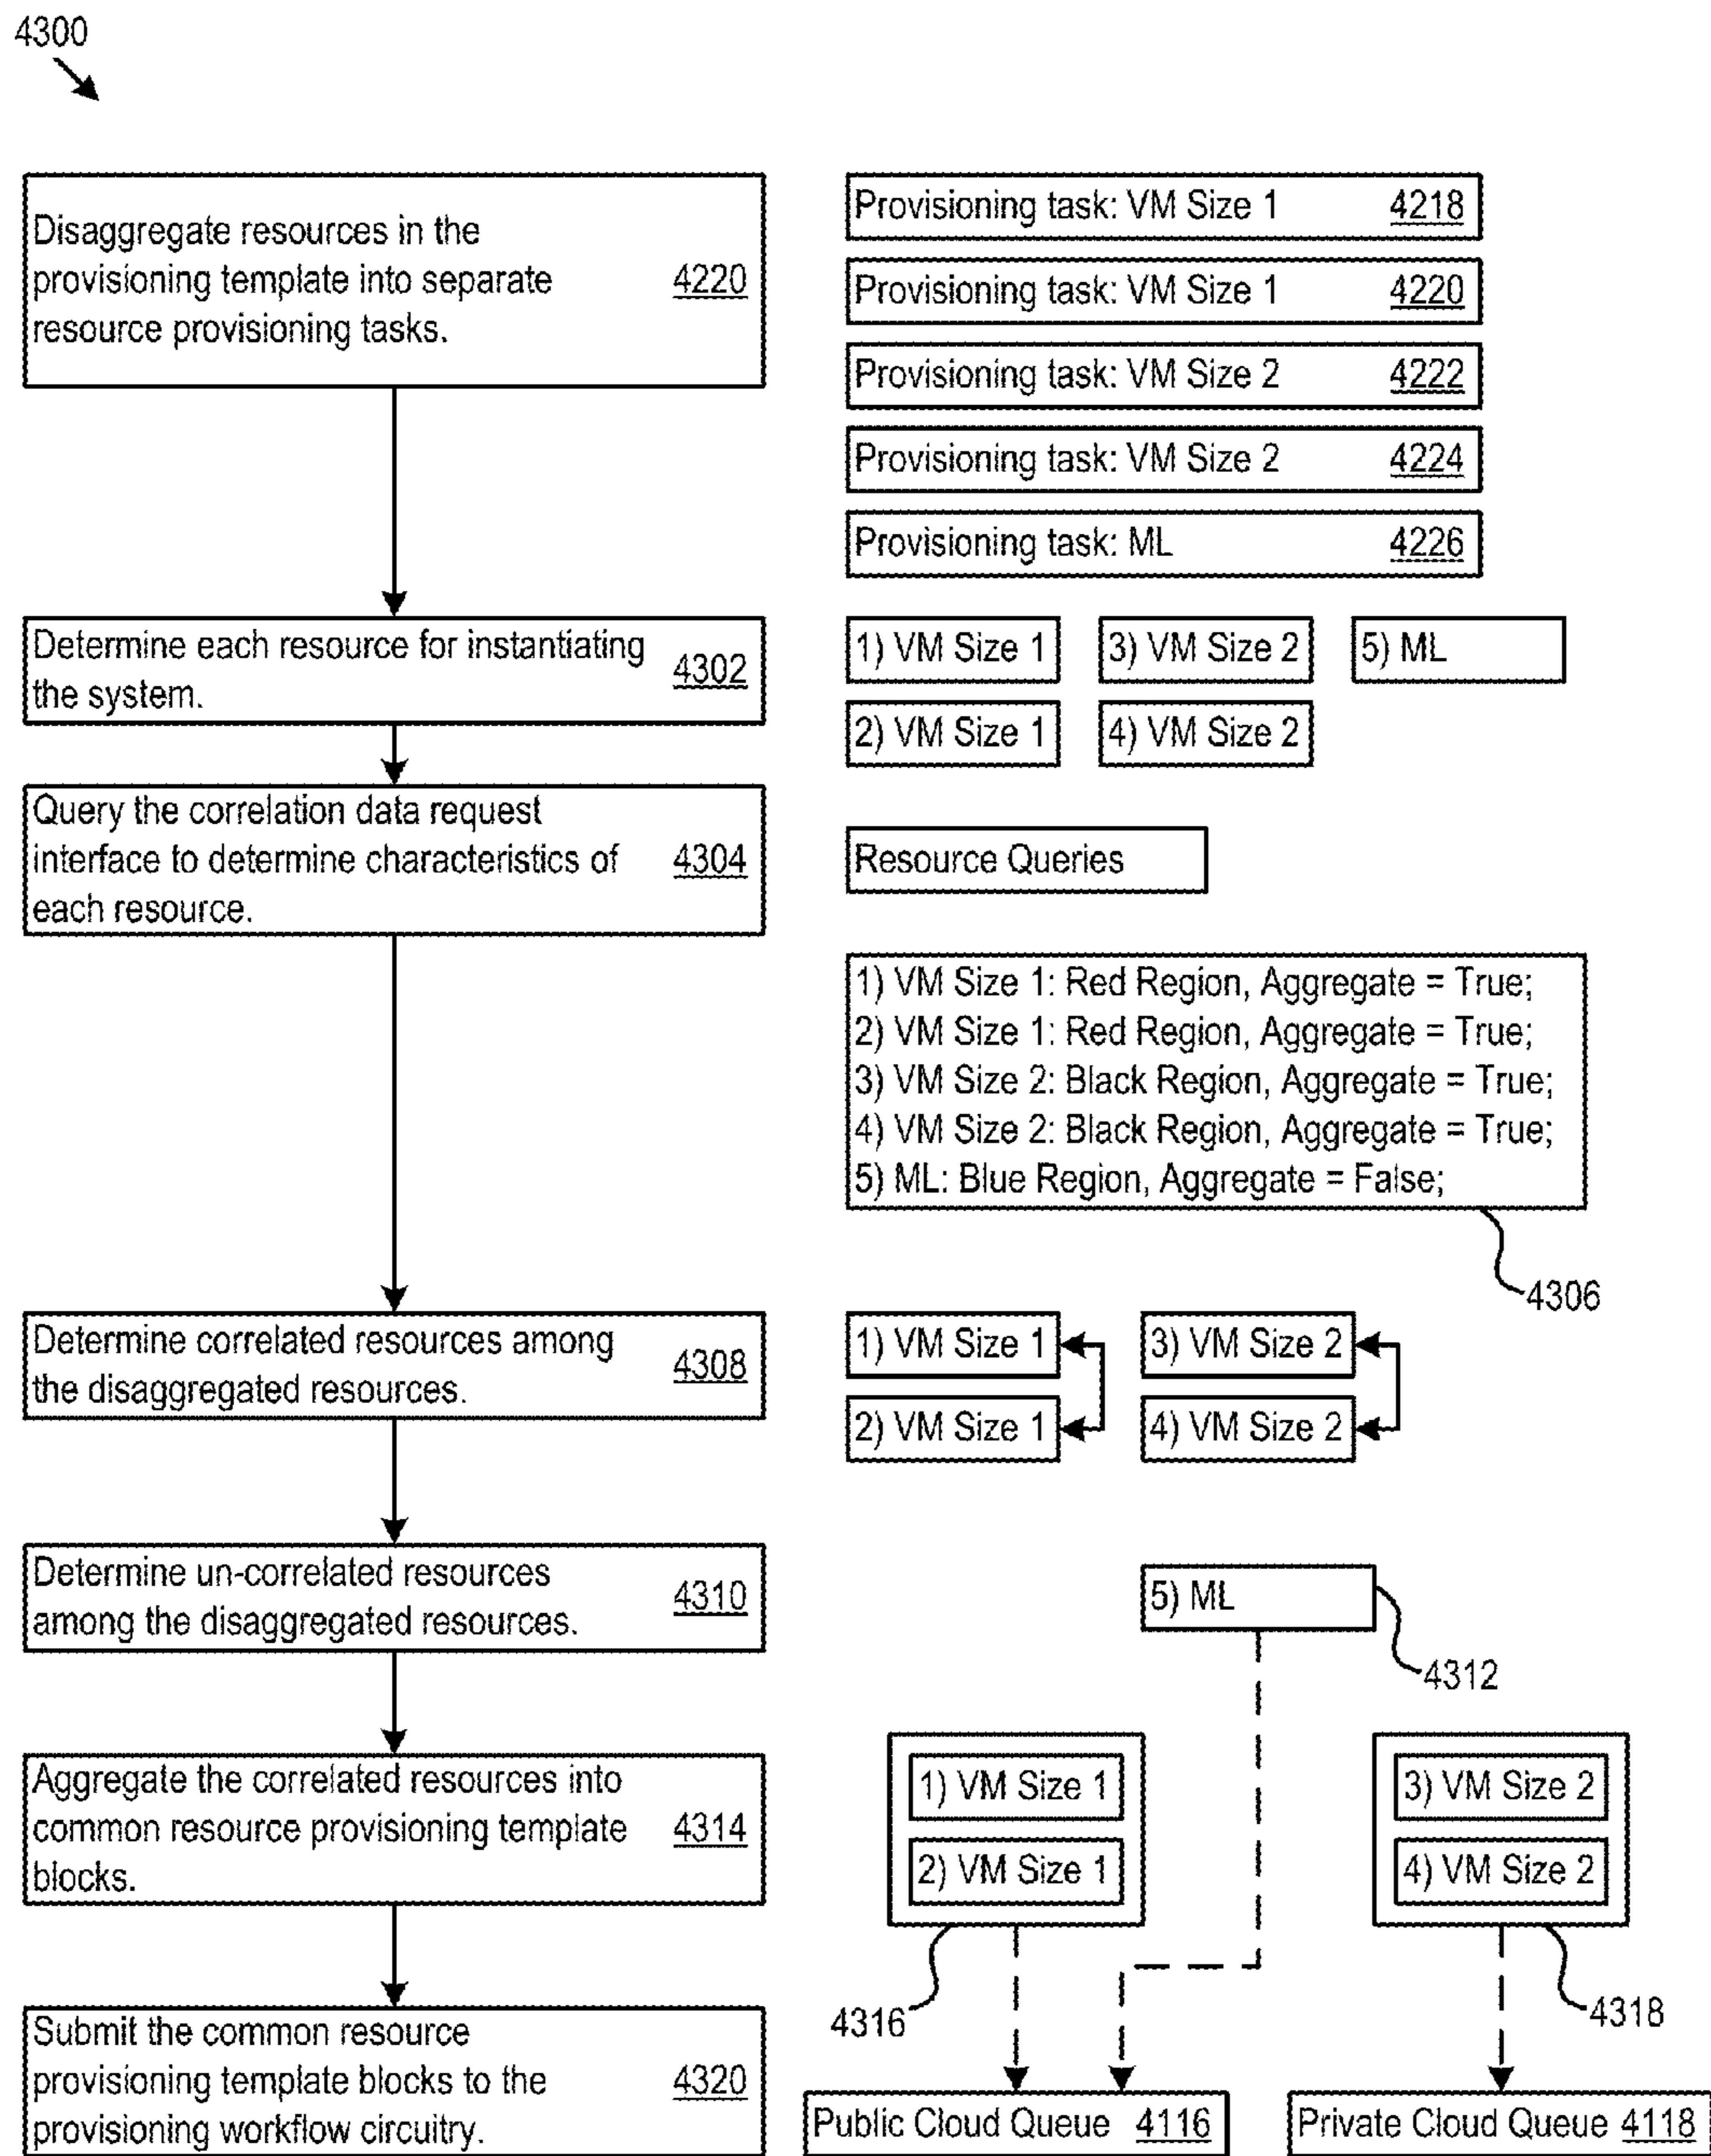 4300
Disaggregate resources in the
provisioning template into separate 4220
resource provisioning tasks.
Provisioning task: VM Size 1 4218
Provisioning task: VM Size 1 4220
Provisioning task: VM Size 2 4222
Provisioning task: VM Size 2 4224
Provisioning task: ML 4226
Determine each resource for instantiating
the system. 4302
1) VM Size 1
3) VM Size 2
5) ML
2) VM Size 1
4) VM Size 2
Query the correlation data request
interface to determine characteristics of 4304
each resource.
Resource Queries
1) VM Size 1: Red Region, Aggregate = True;
2) VM Size 1: Red Region, Aggregate = True;
3) VM Size 2: Black Region, Aggregate = True;
4) VM Size 2: Black Region, Aggregate = True;
5) ML: Blue Region, Aggregate = False;
4306
Determine correlated resources among
the disaggregated resources. 4308
1) VM Size 1
3) VM Size 2
2) VM Size 1
4) VM Size 2
Determine un-correlated resources
among the disaggregated resources. 4310
5) ML
4312
Aggregate the correlated resources into
common resource provisioning template 4314
blocks.
1) VM Size 1
3) VM Size 2
2) VM Size 1
4) VM Size 2
4316
4318
Submit the common resource
provisioning template blocks to the 4320
provisioning workflow circuitry.
Public Cloud Queue 4116
Private Cloud Queue 4118